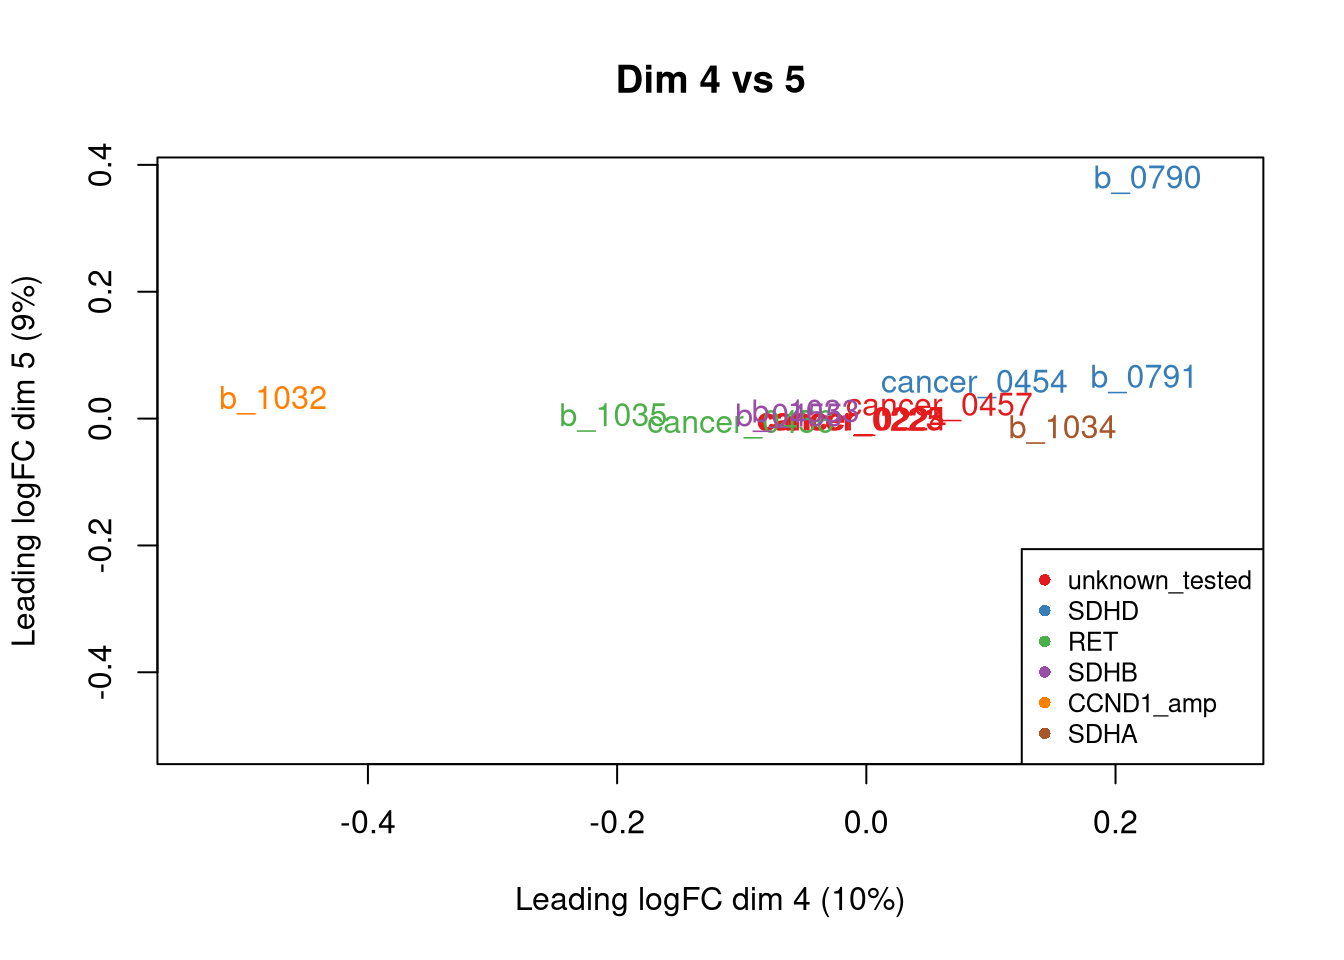 Dim 4 vs 5
Leading logFC dim 5 (9%)
0.4
0.2
0.0
-0.2
-0.4
b_0790
b_0791
cancer_0454
cancer_0457
b_1032
b_1035
b_1034
unknown_tested
SDHD
RET
SDHB
CCND1_amp
SDHA
-0.4
-0.2
0.0
0.2
Leading logFC dim 4 (10%)